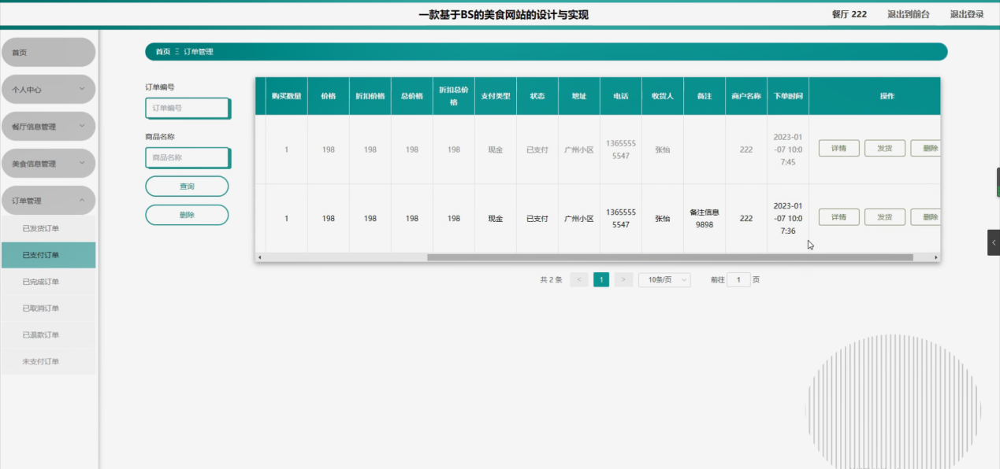 一款基于BS的美食网站的设计与实现
餐厅 222 退出到前台 退出登录
首页
个人中心
餐厅信息管理
美食信息管理
订单管理
已发货订单
已支付订单
已完成订单
已取消订单
已退款订单
未支付订单
首页 Ξ 订单管理
订单编号
订单编号
商品名称
商品名称
查询
删除
购买数量 价格 折扣价格 总价格 折扣总价格 支付类型 状态 地址 电话 收货人 备注 商户名称 下单时间 操作
1 198 198 198 198 现金 已支付 广州小区 13655555547 张怡 222 2023-01-07 10:07:45 详情 发货 删除
1 198 198 198 198 现金 已支付 广州小区 13655555547 张怡 备注信息9898 222 2023-01-07 10:07:36 详情 发货 删除
共 2 条 < 1 > 10条/页 前往 1 页